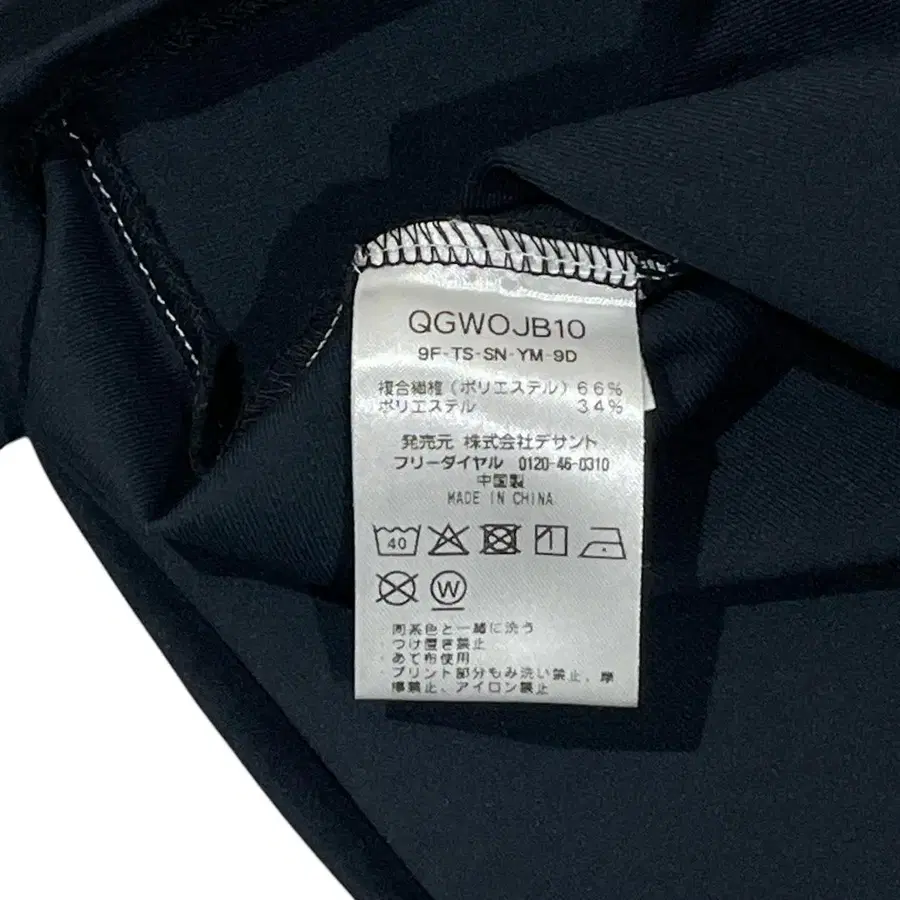 QGWOJB10
9F-TS-SN-YM-9D
複合繊維（ポリエステル）66%
ポリエステル 34%
発売元 株式会社デサント
フリーダイヤル 0120-46-0310
中国製
MADE IN CHINA
40
W
・同系色と一緒に洗う
・つけ置き禁止
・あて布使用
・プリント部分もみ洗い禁止、摩
擦禁止、アイロン禁止